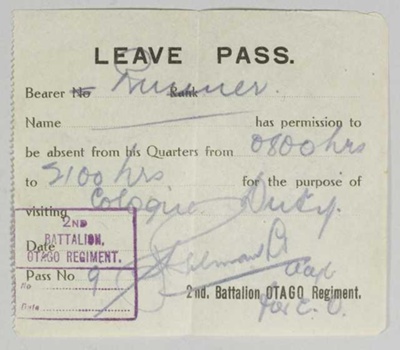 LEAVE PASS.
Bearer No Runner. Rank
Name has permission to
be absent from his Quarters from 0800 hrs
to 2100 hrs for the purpose of
visiting Cologne Duty.
2ND
BATTALION,
OTAGO REGIMENT.
No
Date
Date
Pass No 9
2nd. Battalion OTAGO Regiment.
for C.O.